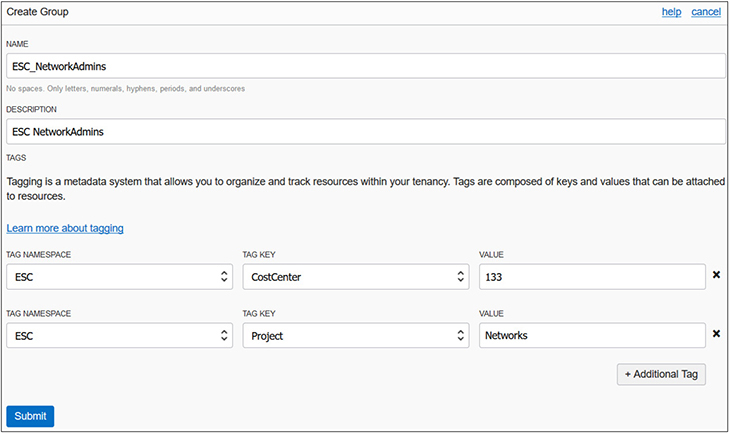 Create Group help cancel
NAME
ESC_NetworkAdmins
No spaces. Only letters, numerals, hyphens, periods, and underscores
DESCRIPTION
ESC NetworkAdmins
TAGS
Tagging is a metadata system that allows you to organize and track resources within your tenancy. Tags are composed of keys and values that can be attached
to resources.
Learn more about tagging
TAG NAMESPACE TAG KEY VALUE
ESC CostCenter 133 ×
TAG NAMESPACE TAG KEY VALUE
ESC Project Networks ×
+ Additional Tag
Submit